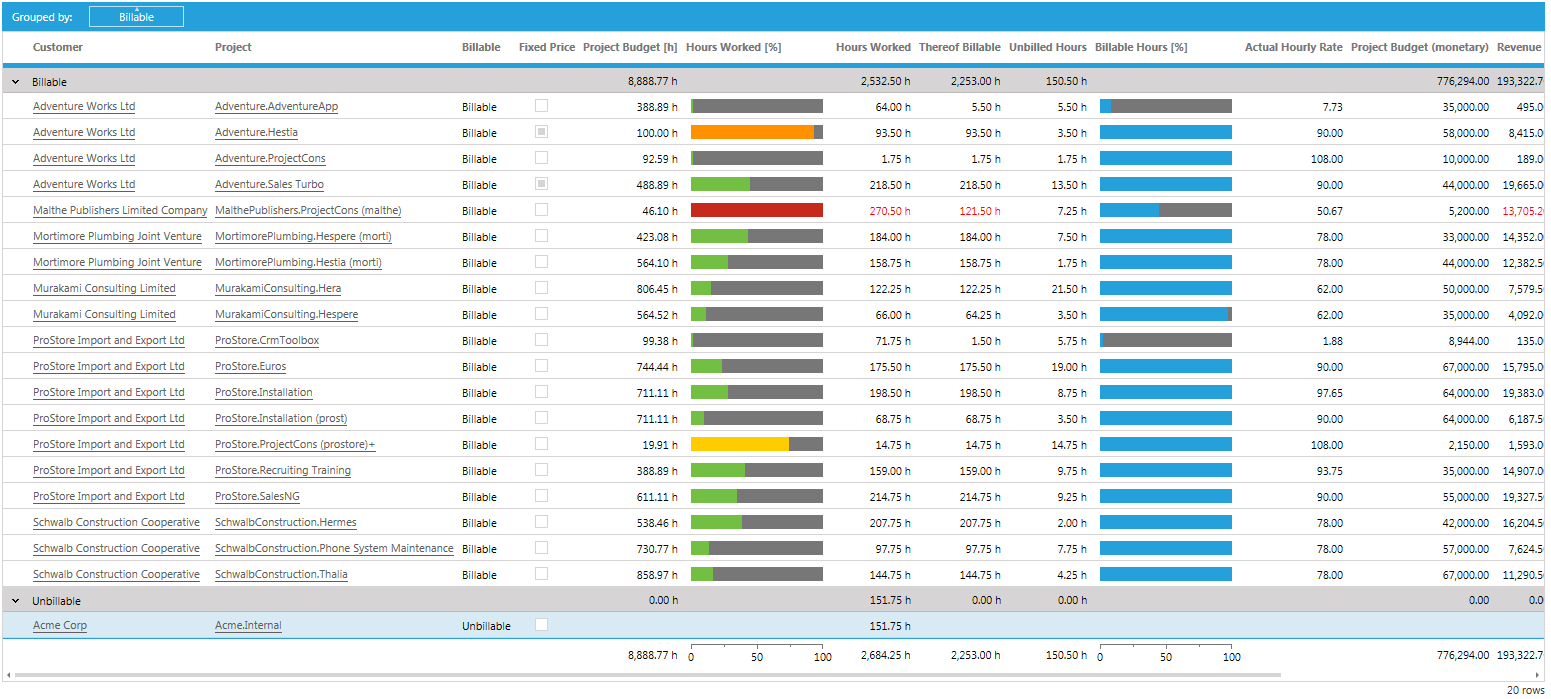 Grouped by: Billable
Customer Project Billable Fixed Price Project Budget [h] Hours Worked [%] Hours Worked Thereof Billable Unbilled Hours Billable Hours [%] Actual Hourly Rate Project Budget (monetary) Revenue
Billable 8,888.77 h 2,532.50 h 2,253.00 h 150.50 h 776,294.00 193,322.7
Adventure Works Ltd Adventure.AdventureApp Billable 388.89 h 64.00 h 5.50 h 5.50 h 7.73 35,000.00 495.0
Adventure Works Ltd Adventure.Hestia Billable 100.00 h 93.50 h 93.50 h 3.50 h 90.00 58,000.00 8,415.0
Adventure Works Ltd Adventure.ProjectCons Billable 92.59 h 1.75 h 1.75 h 1.75 h 108.00 10,000.00 189.0
Adventure Works Ltd Adventure.Sales Turbo Billable 488.89 h 218.50 h 218.50 h 13.50 h 90.00 44,000.00 19,665.0
Malthe Publishers Limited Company MalthePublishers.ProjectCons (malthe) Billable 46.10 h 270.50 h 121.50 h 7.25 h 50.67 5,200.00 13,705.2
Mortimore Plumbing Joint Venture MortimorePlumbing.Hespere (morti) Billable 423.08 h 184.00 h 184.00 h 7.50 h 78.00 33,000.00 14,352.0
Mortimore Plumbing Joint Venture MortimorePlumbing.Hestia (morti) Billable 564.10 h 158.75 h 158.75 h 1.75 h 78.00 44,000.00 12,382.5
Murakami Consulting Limited MurakamiConsulting.Hera Billable 806.45 h 122.25 h 122.25 h 21.50 h 62.00 50,000.00 7,579.5
Murakami Consulting Limited MurakamiConsulting.Hespere Billable 564.52 h 66.00 h 64.25 h 3.50 h 62.00 35,000.00 4,092.0
ProStore Import and Export Ltd ProStore.CrmToolbox Billable 99.38 h 71.75 h 1.50 h 5.75 h 1.88 8,944.00 135.0
ProStore Import and Export Ltd ProStore.Euros Billable 744.44 h 175.50 h 175.50 h 19.00 h 90.00 67,000.00 15,795.0
ProStore Import and Export Ltd ProStore.Installation Billable 711.11 h 198.50 h 198.50 h 8.75 h 97.65 64,000.00 19,383.0
ProStore Import and Export Ltd ProStore.Installation (prost) Billable 711.11 h 68.75 h 68.75 h 3.50 h 90.00 64,000.00 6,187.5
ProStore Import and Export Ltd ProStore.ProjectCons (prostore)+ Billable 19.91 h 14.75 h 14.75 h 14.75 h 108.00 2,150.00 1,593.0
ProStore Import and Export Ltd ProStore.Recruiting Training Billable 388.89 h 159.00 h 159.00 h 9.75 h 93.75 35,000.00 14,907.0
ProStore Import and Export Ltd ProStore.SalesNG Billable 611.11 h 214.75 h 214.75 h 9.25 h 90.00 55,000.00 19,327.5
Schwalb Construction Cooperative SchwalbConstruction.Hermes Billable 538.46 h 207.75 h 207.75 h 2.00 h 78.00 42,000.00 16,204.5
Schwalb Construction Cooperative SchwalbConstruction.Phone System Maintenance Billable 730.77 h 97.75 h 97.75 h 7.75 h 78.00 57,000.00 7,624.5
Schwalb Construction Cooperative SchwalbConstruction.Thalia Billable 858.97 h 144.75 h 144.75 h 4.25 h 78.00 67,000.00 11,290.5
Unbillable 0.00 h 151.75 h 0.00 h 0.00 h 0.00 0.0
Acme Corp Acme.Internal Unbillable 151.75 h
8,888.77 h 0 50 100 2,684.25 h 2,253.00 h 150.50 h 0 50 100 776,294.00 193,322.7
20 rows